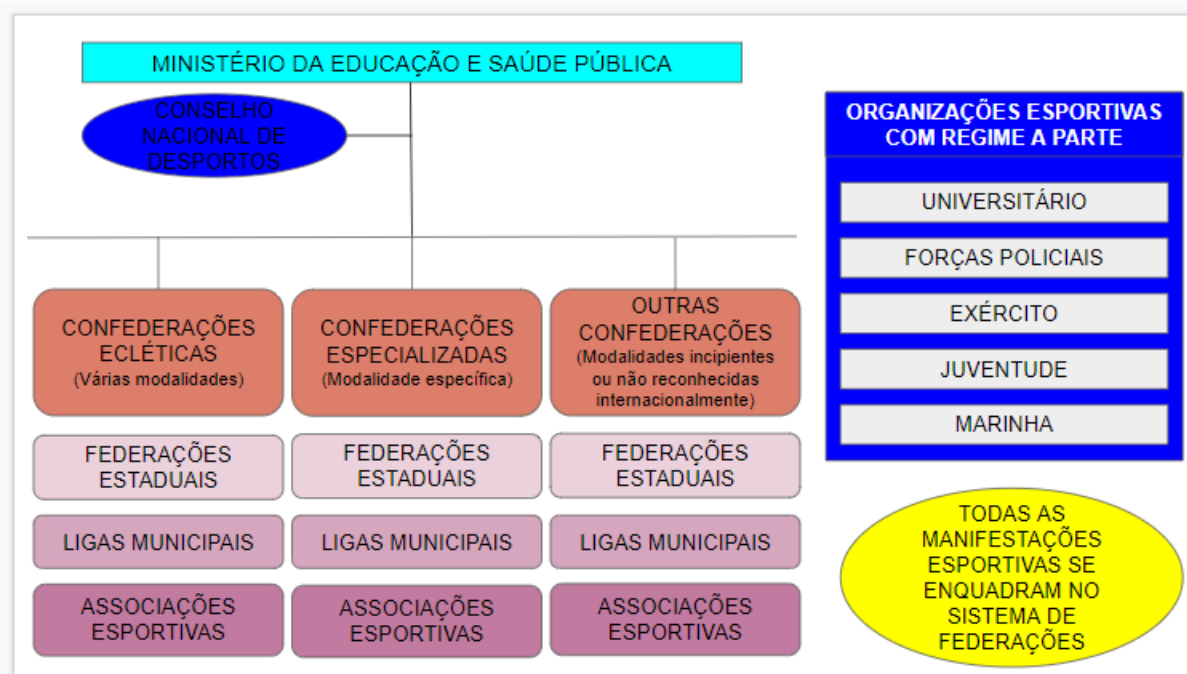 MINISTÉRIO DA EDUCAÇÃO E SAÚDE PÚBLICA
CONSELHO
NACIONAL DE
DESPORTOS
CONFEDERAÇÕES
ECLÉTICAS
(Várias modalidades)
CONFEDERAÇÕES
ESPECIALIZADAS
(Modalidade específica)
OUTRAS
CONFEDERAÇÕES
(Modalidades incipientes
ou não reconhecidas
internacionalmente)
FEDERAÇÕES
ESTADUAIS
FEDERAÇÕES
ESTADUAIS
FEDERAÇÕES
ESTADUAIS
LIGAS MUNICIPAIS
LIGAS MUNICIPAIS
LIGAS MUNICIPAIS
ASSOCIAÇÕES
ESPORTIVAS
ASSOCIAÇÕES
ESPORTIVAS
ASSOCIAÇÕES
ESPORTIVAS
ORGANIZAÇÕES ESPORTIVAS
COM REGIME A PARTE
UNIVERSITÁRIO
FORÇAS POLICIAIS
EXÉRCITO
JUVENTUDE
MARINHA
TODAS AS
MANIFESTAÇÕES
ESPORTIVAS SE
ENQUADRAM NO
SISTEMA DE
FEDERAÇÕES